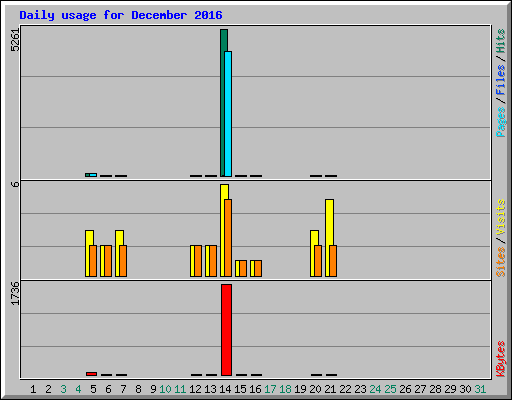 Daily usage for December 2016
5261
6
1736
Pages / Files / Hits
Sites / Visits
KBytes
1 2 3 4 5 6 7 8 9 10 11 12 13 14 15 16 17 18 19 20 21 22 23 24 25 26 27 28 29 30 31